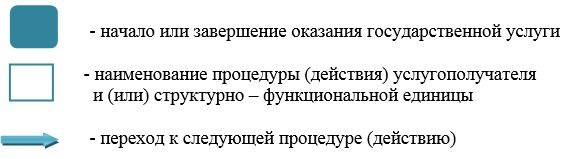 - начало или завершение оказания государственной услуги
- наименование процедуры (действия) услугополучателя
и (или) структурно – функциональной единицы
- переход к следующей процедуре (действию)